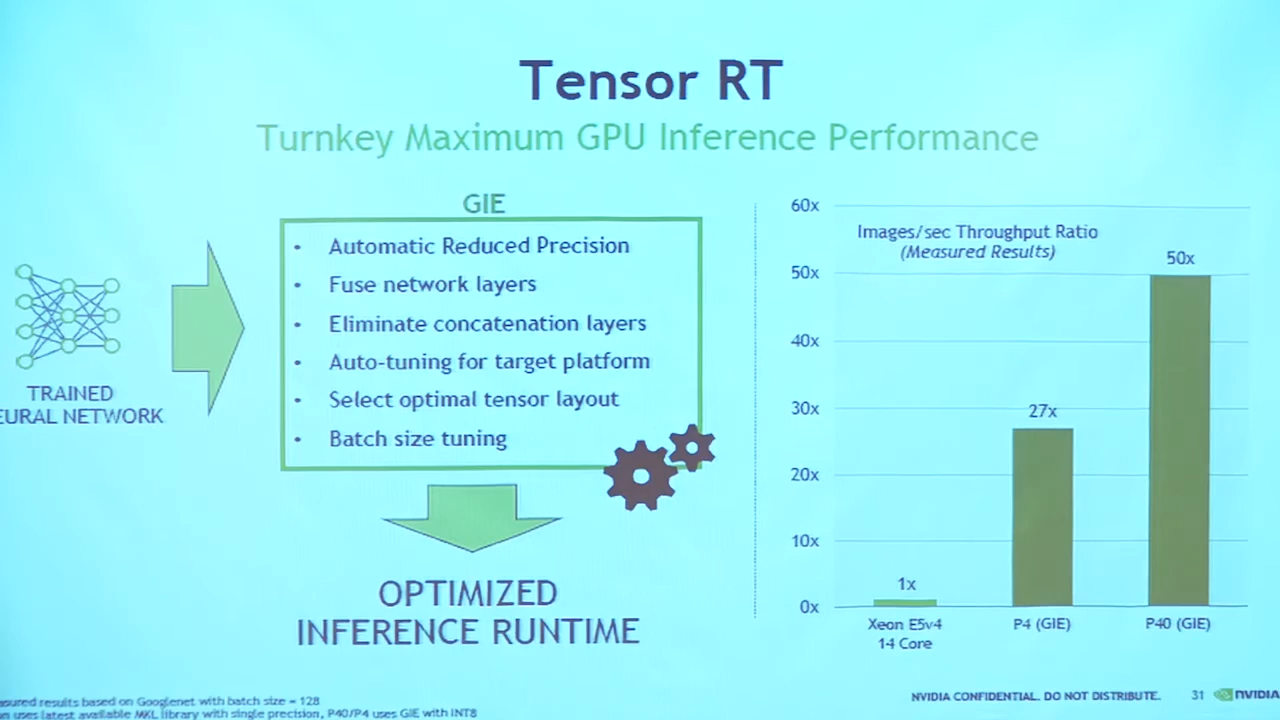 Tensor RT
Turnkey Maximum GPU Inference Performance
GIE
• Automatic Reduced Precision
• Fuse network layers
• Eliminate concatenation layers
• Auto-tuning for target platform
• Select optimal tensor layout
• Batch size tuning
TRAINED
EURAL NETWORK
OPTIMIZED
INFERENCE RUNTIME
Images/sec Throughput Ratio
(Measured Results)
60x
50x
40x
30x
20x
10x
0x
1x
27x
50x
Xeon E5v4
14 Core
P4 (GIE)
P40 (GIE)
asured results based on Googlenet with batch size = 128
on uses latest available MKL library with single precision, P40/P4 uses GIE with INT8
NVIDIA CONFIDENTIAL. DO NOT DISTRIBUTE.
31
NVIDIA